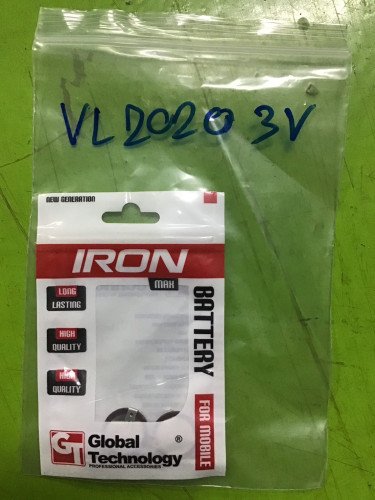 VL2020 3V
NEW GENERATION
IRON
MAX
LONG
LASTING
HIGH
QUALITY
QUALITY
BATTERY
FOR MOBILE
GT
Global
Technology
®
PROFESSIONAL ACCESSORIES